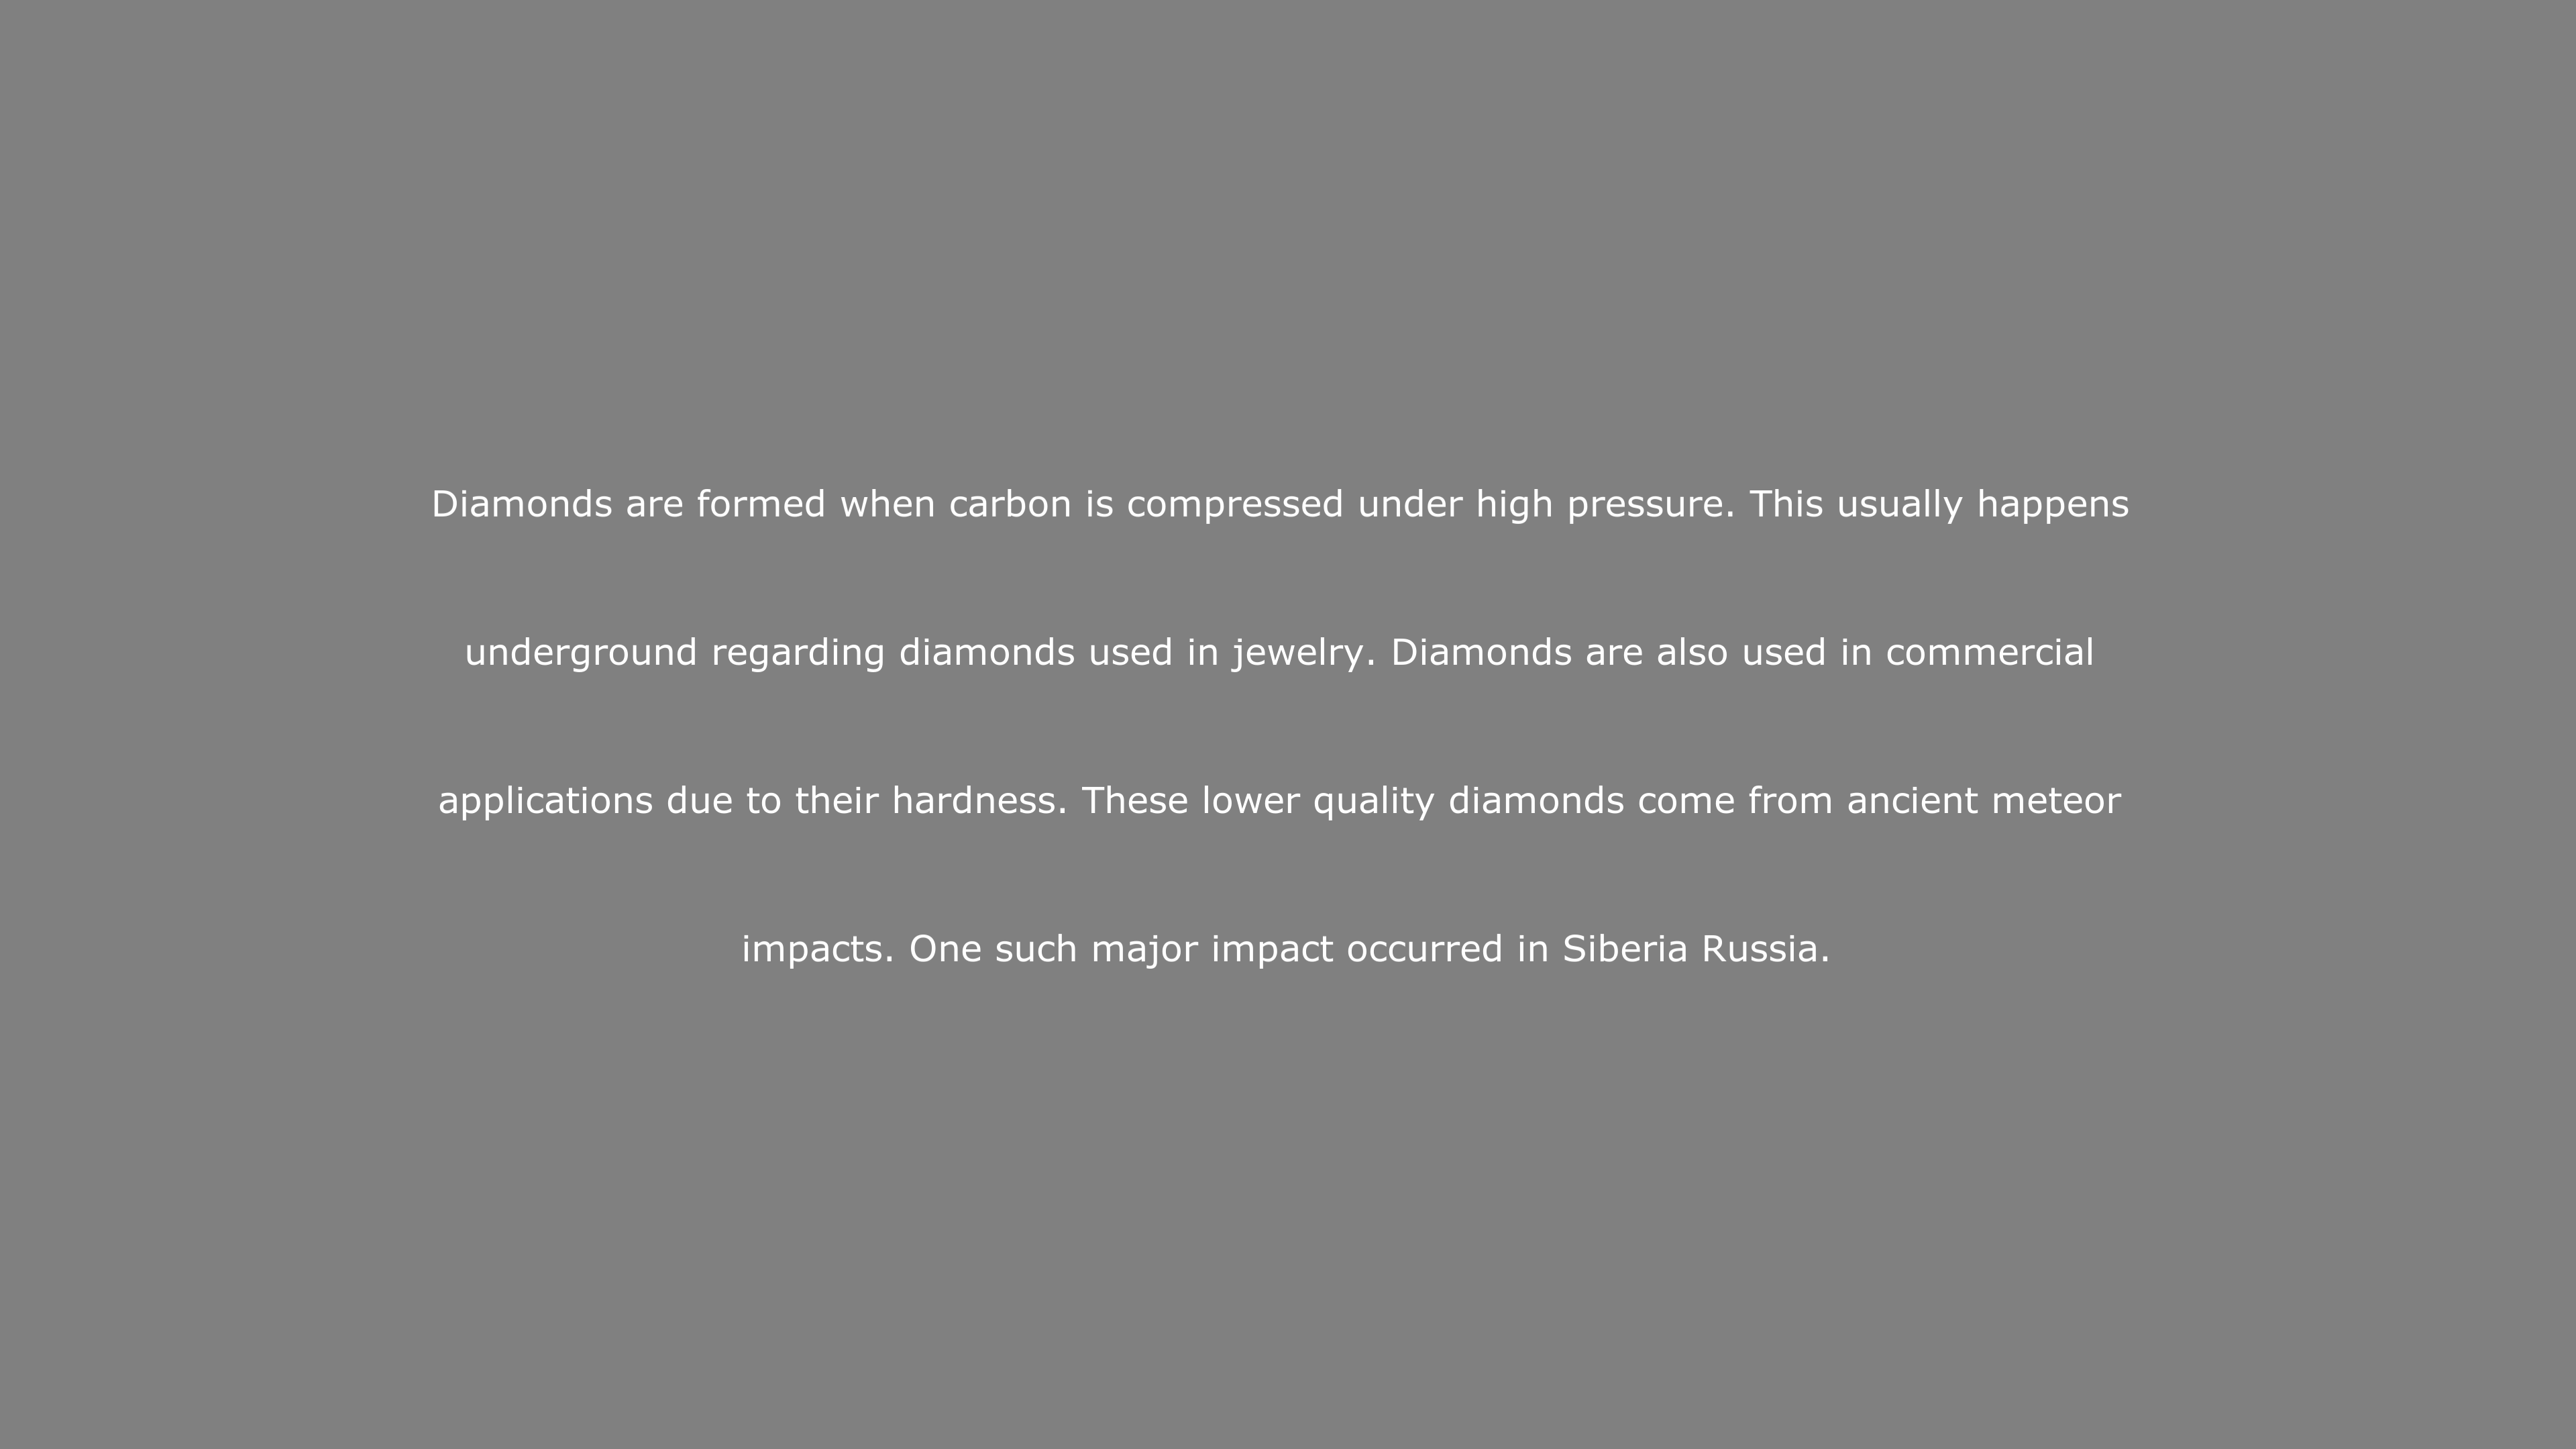 Diamonds are formed when carbon is compressed under high pressure. This usually happens
underground regarding diamonds used in jewelry. Diamonds are also used in commercial
applications due to their hardness. These lower quality diamonds come from ancient meteor
impacts. One such major impact occurred in Siberia Russia.